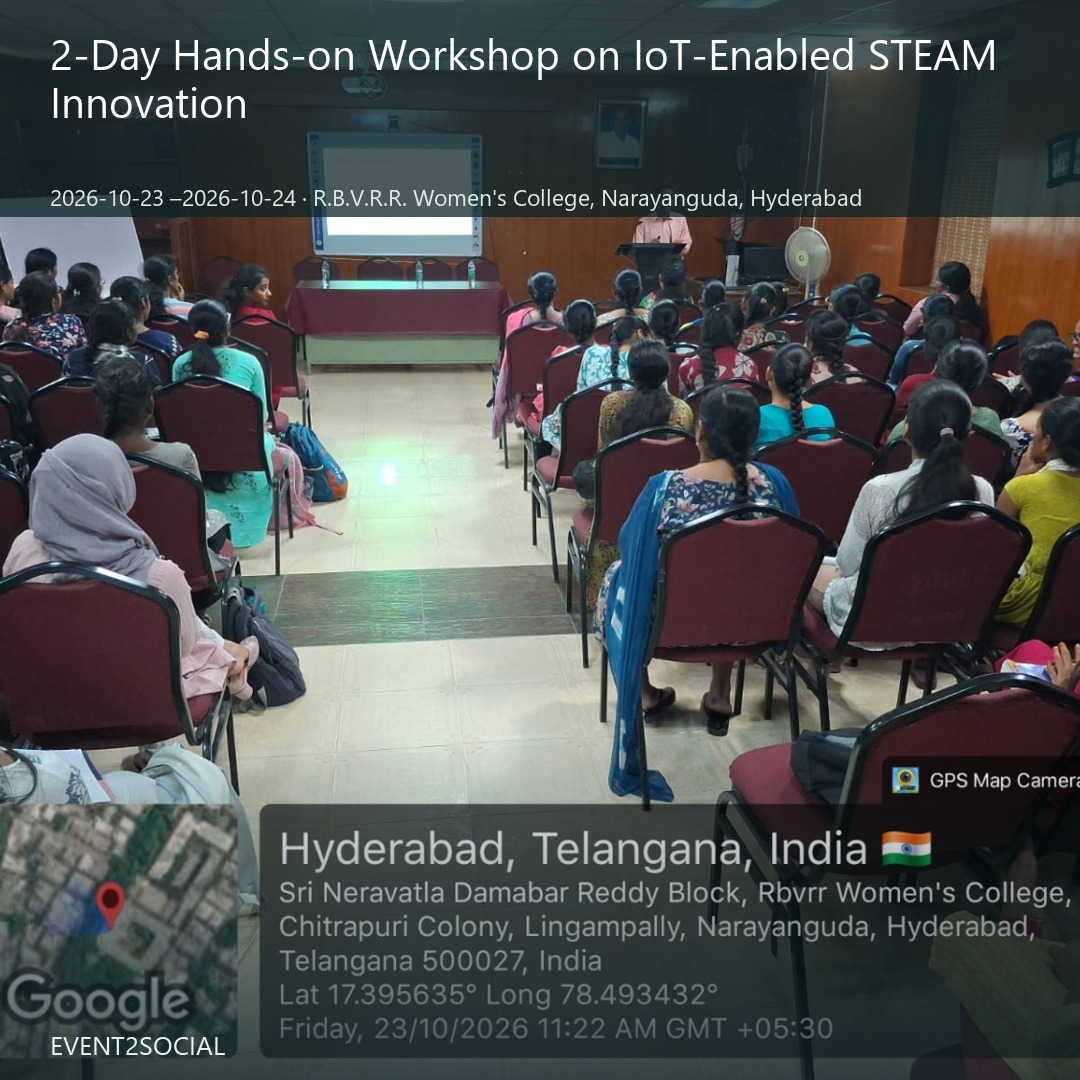 2-Day Hands-on Workshop on IoT-Enabled STEAM
Innovation
2026-10-23 –2026-10-24 · R.B.V.R.R. Women's College, Narayanguda, Hyderabad
GPS Map Camera
Hyderabad, Telangana, India
Sri Neravatla Damabar Reddy Block, Rbvrr Women's College,
Chitrapuri Colony, Lingampally, Narayanguda, Hyderabad,
Telangana 500027, India
Lat 17.395635° Long 78.493432°
Friday, 23/10/2026 11:22 AM GMT +05:30
Google
EVENT2SOCIAL